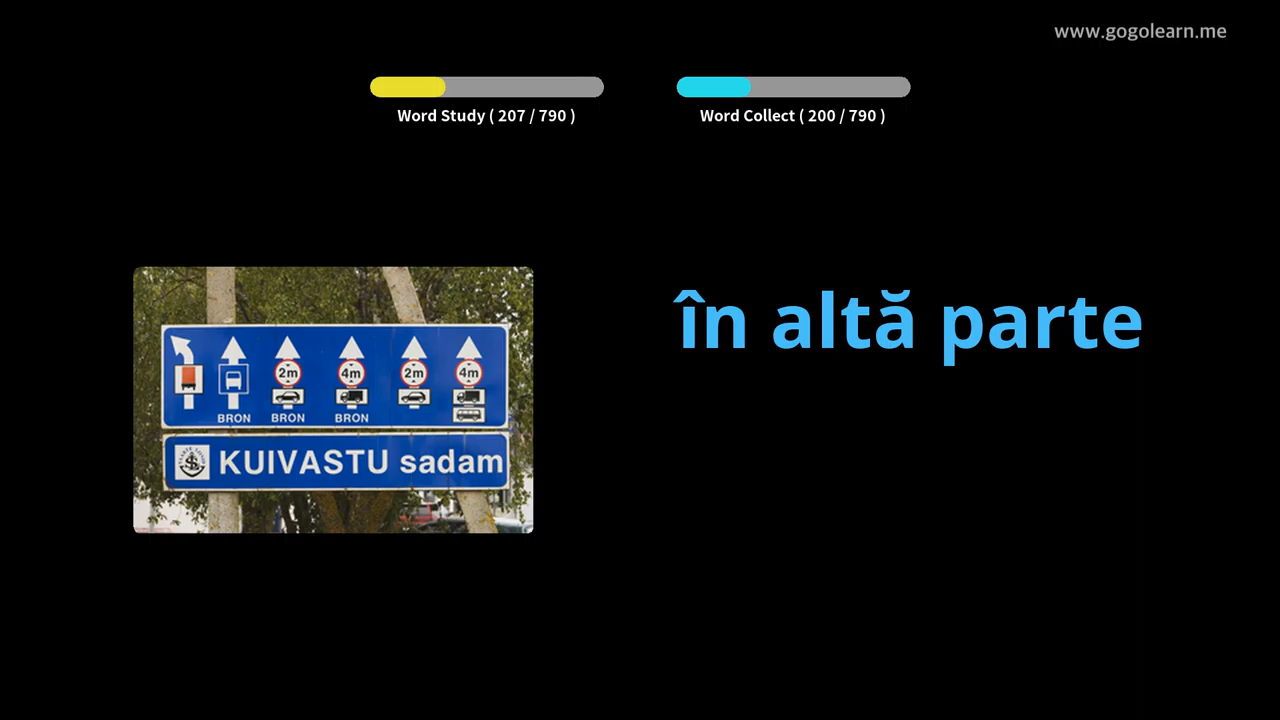 www.gogolearn.me
Word Study ( 207 / 790 )
Word Collect ( 200 / 790 )
în altă parte
2m 4m 2m 4m
BRON BRON BRON
KUIVASTU sadam